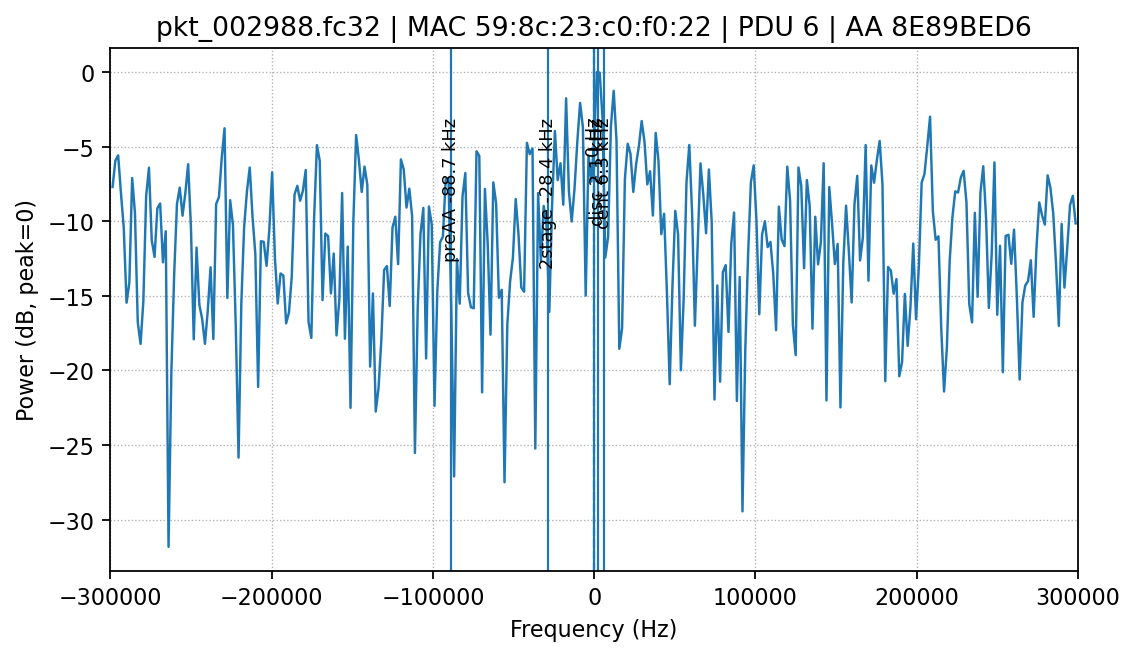 pkt_002988.fc32 | MAC 59:8c:23:c0:f0:22 | PDU 6 | AA 8E89BED6
Power (dB, peak=0)
0
−5
−10
−15
−20
−25
−30
preAA -88.7 kHz
2stage -28.4 kHz
cent 6.3 kHz
−300000
−200000
−100000
0
100000
200000
300000
Frequency (Hz)